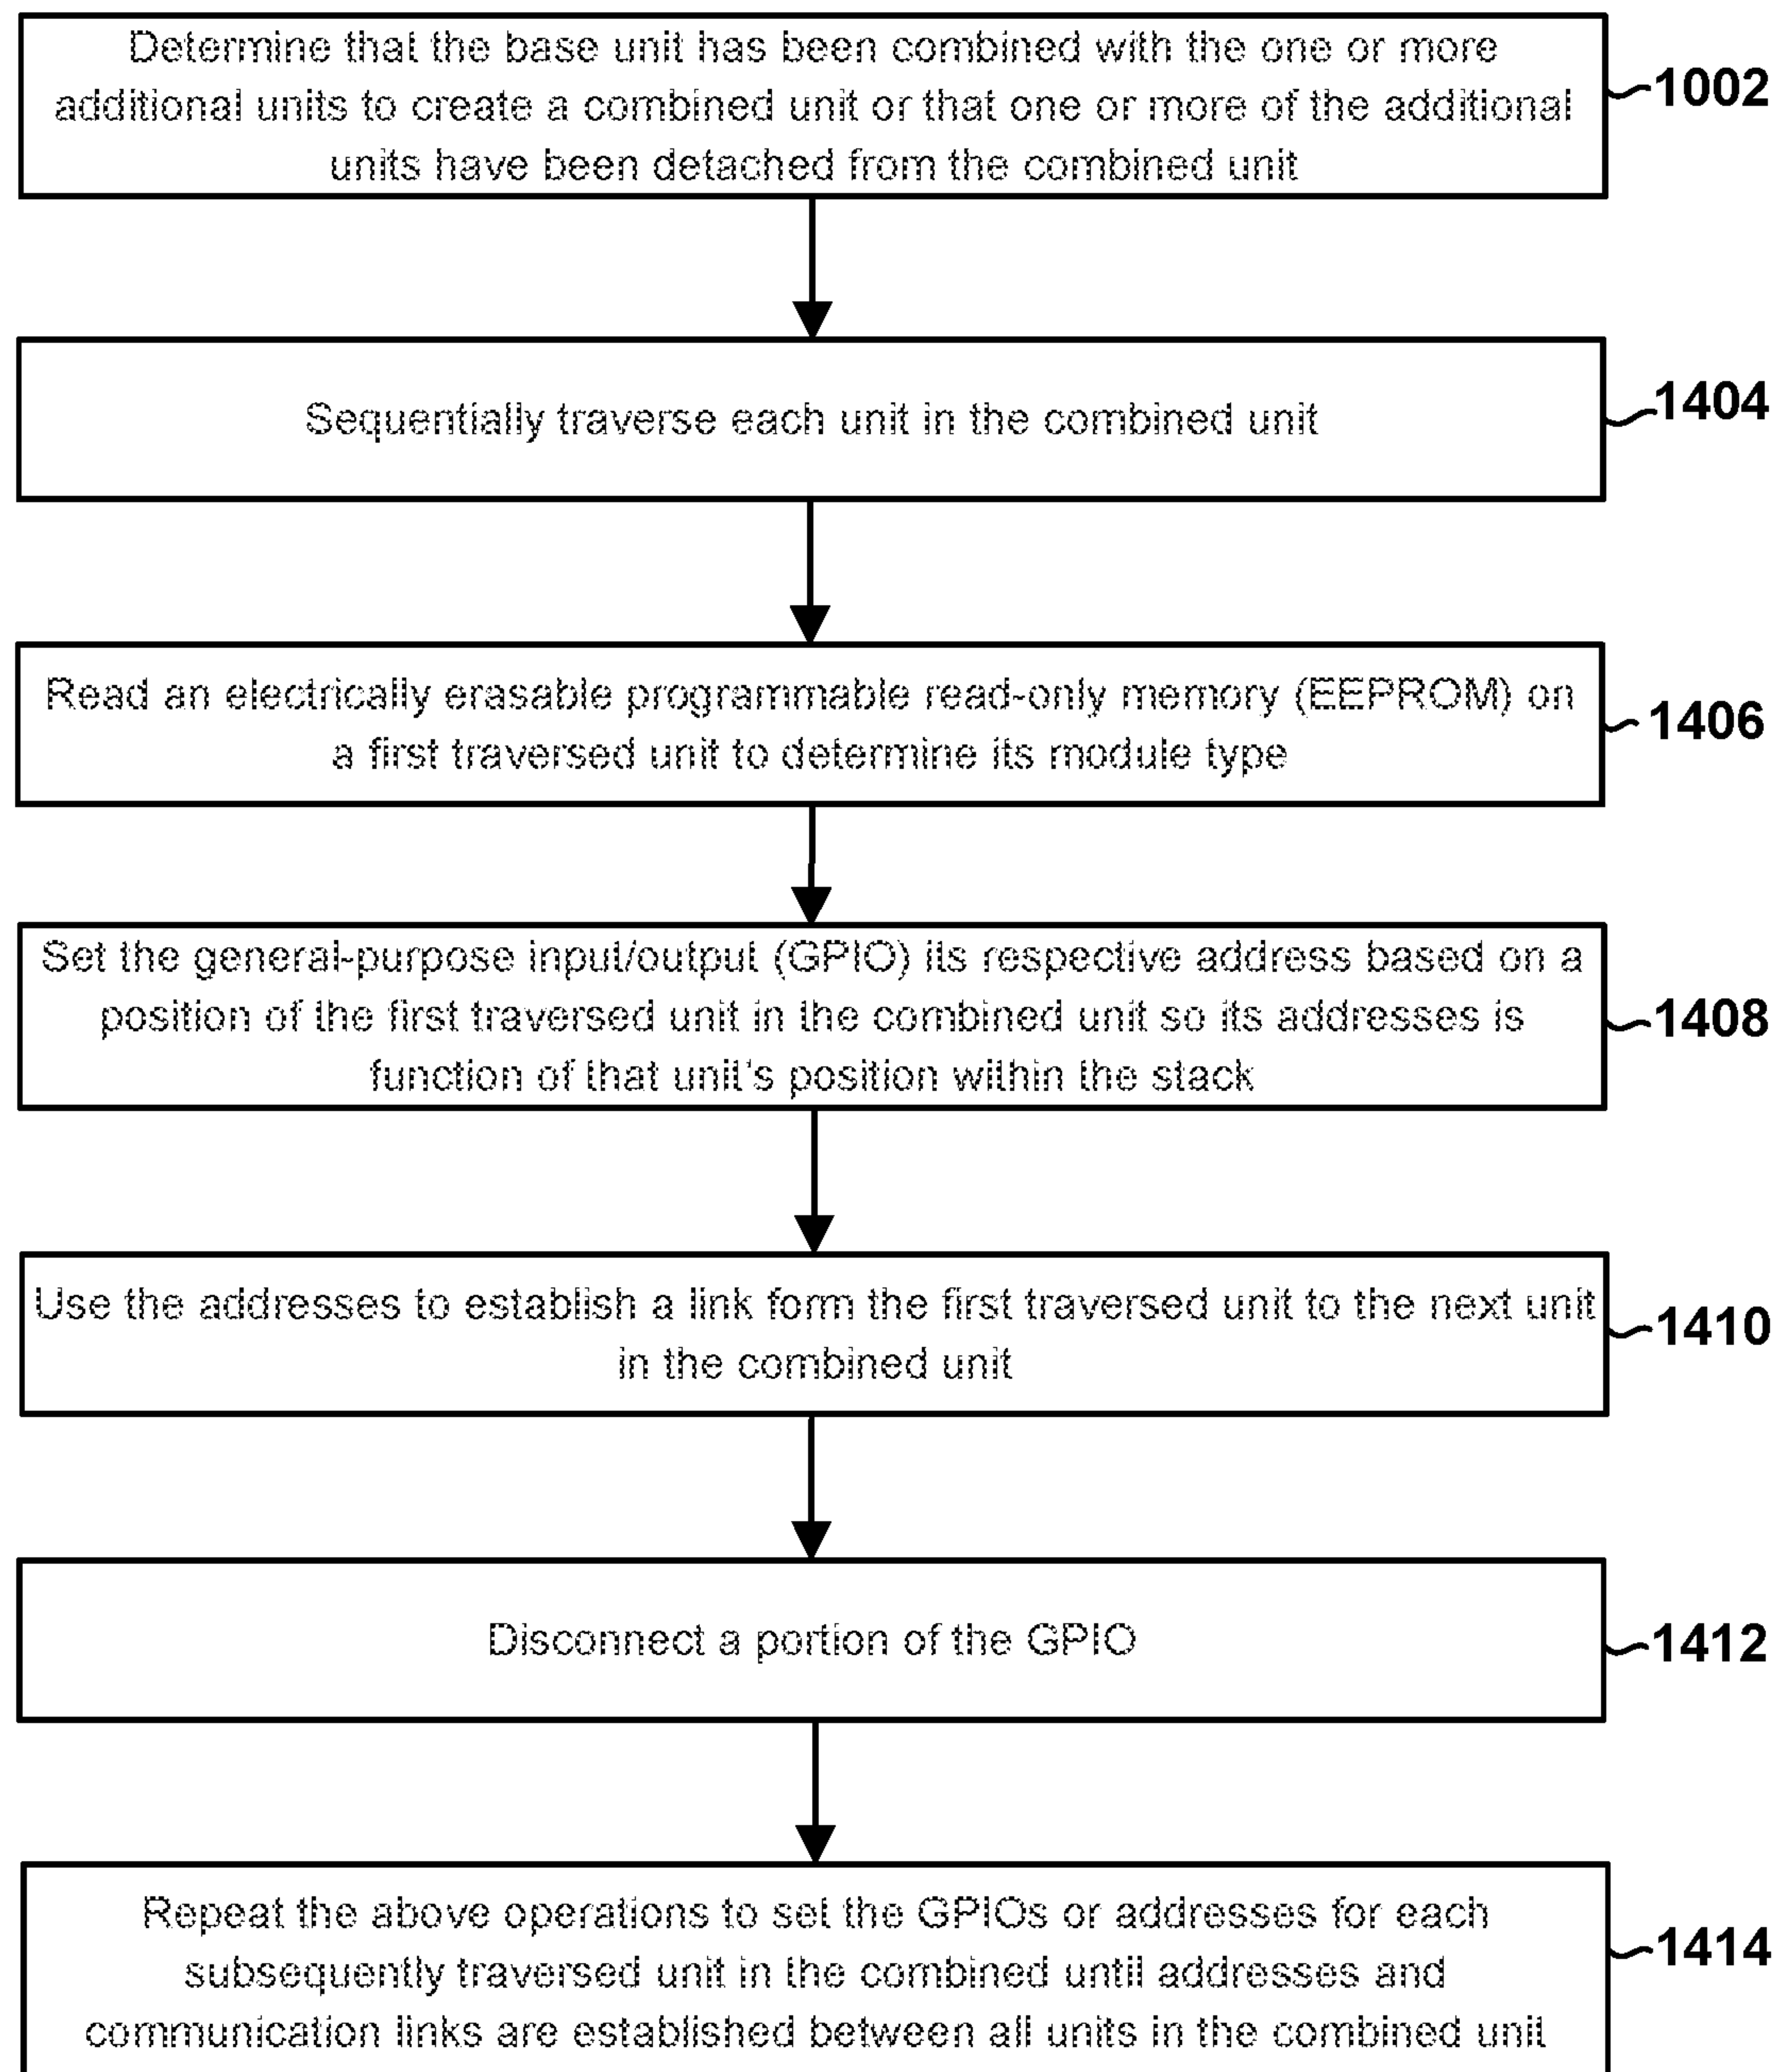 Determine that the base unit has been combined with the one or more
additional units to create a combined unit or that one or more of the additional
units have been detached from the combined unit
1002
Sequentially traverse each unit in the combined unit
1404
Read an electrically erasable programmable read-only memory (EEPROM) on
a first traversed unit to determine its module type
1406
Set the general-purpose input/output (GPIO) its respective address based on a
position of the first traversed unit in the combined unit so its addresses is
function of that unit's position within the stack
1408
Use the addresses to establish a link form the first traversed unit to the next unit
in the combined unit
1410
Disconnect a portion of the GPIO
1412
Repeat the above operations to set the GPIOs or addresses for each
subsequently traversed unit in the combined until addresses and
communication links are established between all units in the combined unit
1414